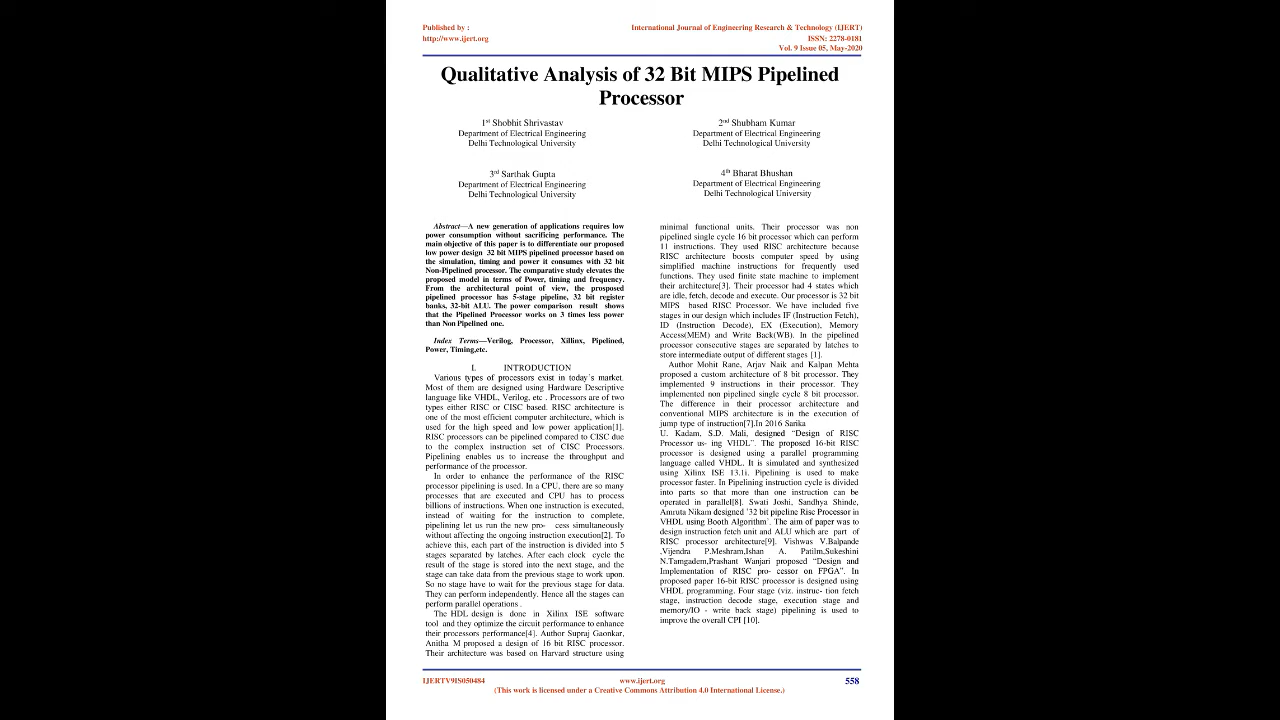 Published by :
http://www.ijert.org
International Journal of Engineering Research & Technology (IJERT)
ISSN: 2278-0181
Vol. 9 Issue 05, May-2020
Qualitative Analysis of 32 Bit MIPS Pipelined
Processor
1st Shobhit Shrivastav
Department of Electrical Engineering
Delhi Technological University
2nd Shubham Kumar
Department of Electrical Engineering
Delhi Technological University
3rd Sarthak Gupta
Department of Electrical Engineering
Delhi Technological University
4th Bharat Bhushan
Department of Electrical Engineering
Delhi Technological University
Abstract—A new generation of applications requires low
power consumption without sacrificing performance. The
main objective of this paper is to differentiate our proposed
low power design 32 bit MIPS pipelined processor based on
the simulation, timing and power it consumes with 32 bit
Non-Pipelined processor. The comparative study elevates the
proposed model in terms of Power, timing and frequency.
From the architectural point of view, the prosposed
pipelined processor has 5-stage pipeline, 32 bit register
banks, 32-bit ALU. The power comparison result shows
that the Pipelined Processor works on 3 times less power
than Non Pipelined one.
Index Terms—Verilog, Processor, Xillinx, Pipelined,
Power, Timing,etc.
I. INTRODUCTION
Various types of processors exist in today's market.
Most of them are designed using Hardware Descriptive
language like VHDL, Verilog, etc . Processors are of two
types either RISC or CISC based. RISC architecture is
one of the most efficient computer architecture, which is
used for the high speed and low power application[1].
RISC processors can be pipelined compared to CISC due
to the complex instruction set of CISC Processors.
Pipelining enables us to increase the throughput and
performance of the processor.
In order to enhance the performance of the RISC
processor pipelining is used. In a CPU, there are so many
processes that are executed and CPU has to process
billions of instructions. When one instruction is executed,
instead of waiting for the instruction to complete,
pipelining let us run the new pro- cess simultaneously
without affecting the ongoing instruction execution[2]. To
achieve this, each part of the instruction is divided into 5
stages separated by latches. After each clock cycle the
result of the stage is stored into the next stage, and the
stage can take data from the previous stage to work upon.
So no stage have to wait for the previous stage for data.
They can perform independently. Hence all the stages can
perform parallel operations .
The HDL design is done in Xilinx ISE software
tool and they optimize the circuit performance to enhance
their processors performance[4]. Author Supraj Gaonkar,
Anitha M proposed a design of 16 bit RISC processor.
Their architecture was based on Harvard structure using
minimal functional units. Their processor was non
pipelined single cycle 16 bit processor which can perform
11 instructions. They used RISC architecture because
RISC architecture boosts computer speed by using
simplified machine instructions for frequently used
functions. They used finite state machine to implement
their architecture[3]. Their processor had 4 states which
are idle, fetch, decode and execute. Our processor is 32 bit
MIPS based RISC Processor. We have included five
stages in our design which includes IF (Instruction Fetch),
ID (Instruction Decode), EX (Execution), Memory
Access(MEM) and Write Back(WB). In the pipelined
processor consecutive stages are separated by latches to
store intermediate output of different stages [1].
Author Mohit Rane, Arjav Naik and Kalpan Mehta
proposed a custom architecture of 8 bit processor. They
implemented 9 instructions in their processor. They
implemented non pipelined single cycle 8 bit processor.
The difference in their processor architecture and
conventional MIPS architecture is in the execution of
jump type of instruction[7].In 2016 Sarika
U. Kadam, S.D. Mali, designed “Design of RISC
Processor us- ing VHDL”. The proposed 16-bit RISC
processor is designed using a parallel programming
language called VHDL. It is simulated and synthesized
using Xilinx ISE 13.1i. Pipelining is used to make
processor faster. In Pipelining instruction cycle is divided
into parts so that more than one instruction can be
operated in parallel[8]. Swati Joshi, Sandhya Shinde,
Amruta Nikam designed '32 bit pipeline Risc Processor in
VHDL using Booth Algorithm'. The aim of paper was to
design instruction fetch unit and ALU which are part of
RISC processor architecture[9]. Vishwas V.Balpande
,Vijendra P.Meshram,Ishan A. Patilm,Sukeshini
N.Tamgadem,Prashant Wanjari proposed “Design and
Implementation of RISC pro- cessor on FPGA”. In
proposed paper 16-bit RISC processor is designed using
VHDL programming. Four stage (viz. instruc- tion fetch
stage, instruction decode stage, execution stage and
memory/IO - write back stage) pipelining is used to
improve the overall CPI [10].
IJERTV9IS050484
www.ijert.org
558
(This work is licensed under a Creative Commons Attribution 4.0 International License.)